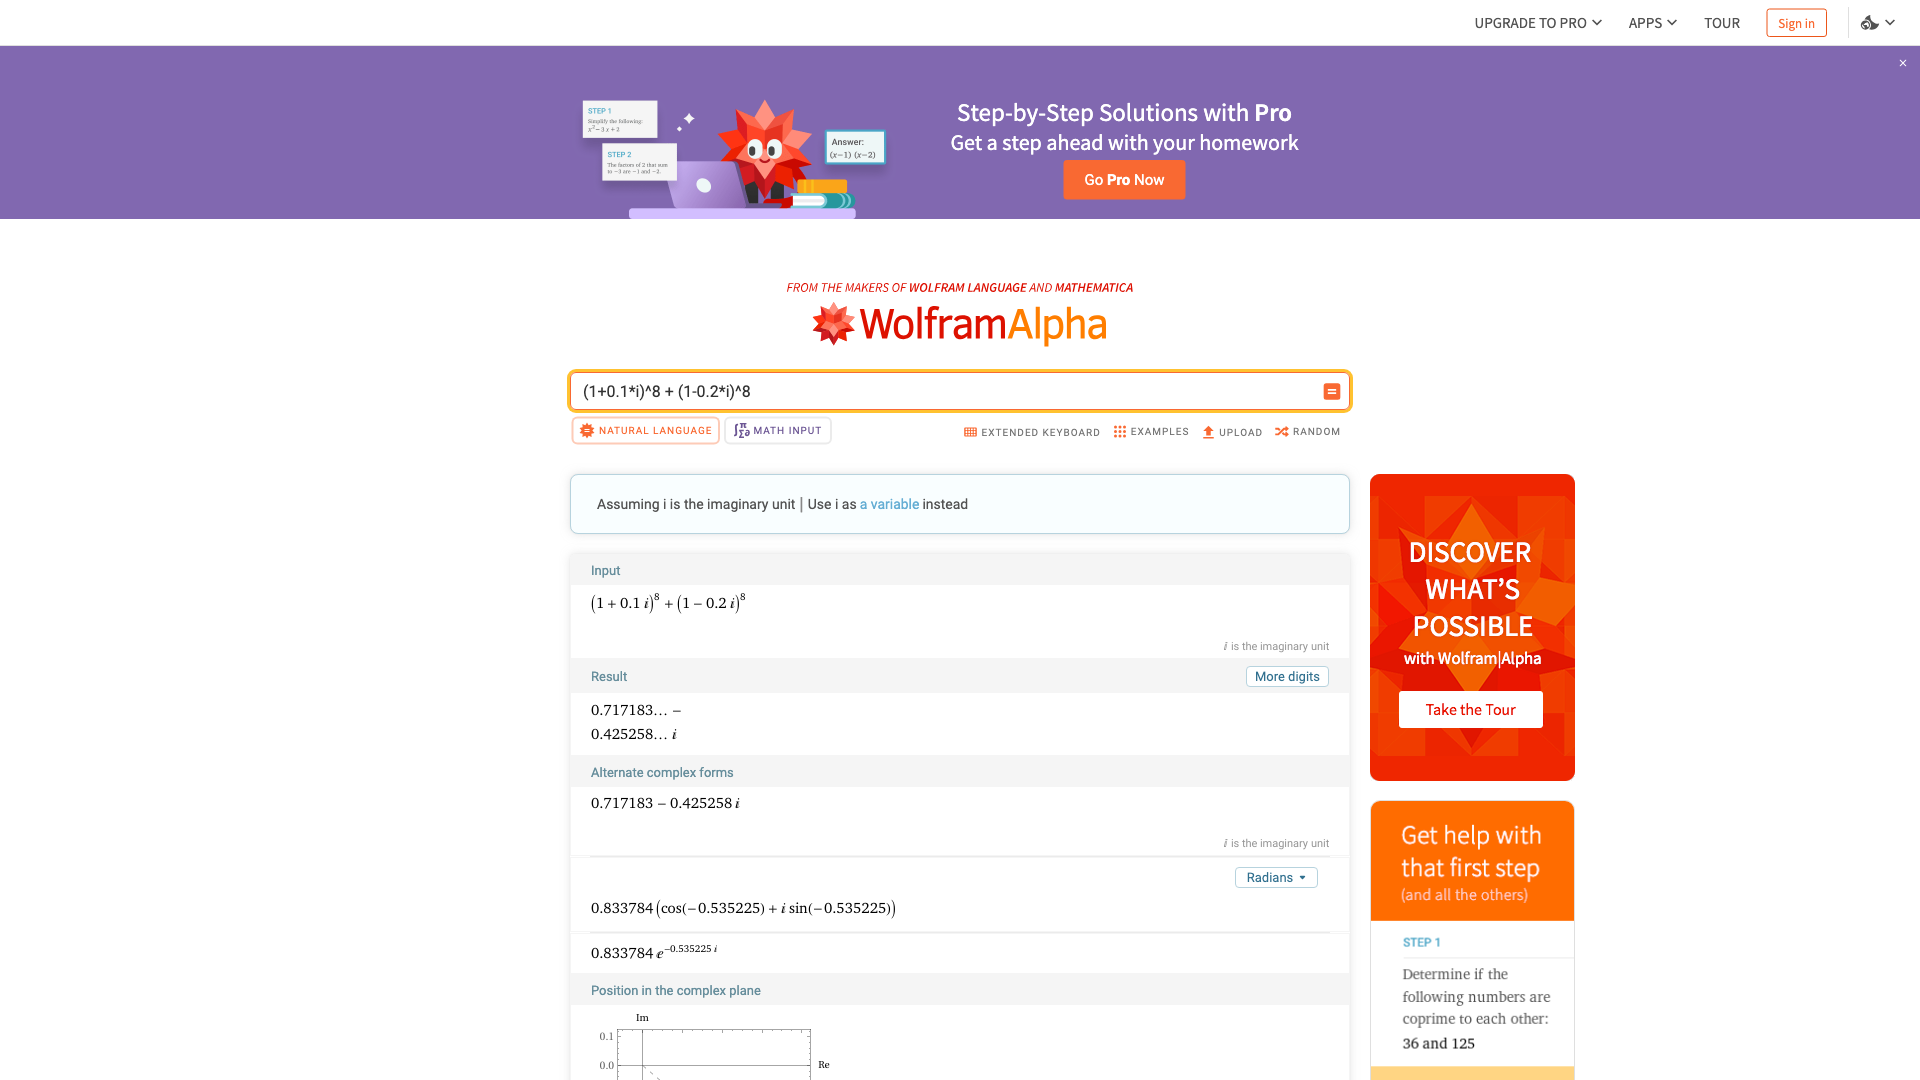 UPGRADE TO PRO
APPS
TOUR
Sign in
×
STEP 1
Simplify the following:
x² − 3 x + 2
STEP 2
The factors of 2 that sum
to −3 are −1 and −2.
Answer:
(x−1) (x−2)
Step-by-Step Solutions with Pro
Get a step ahead with your homework
Go Pro Now
FROM THE MAKERS OF WOLFRAM LANGUAGE AND MATHEMATICA
WolframAlpha
(1+0.1*i)^8 + (1-0.2*i)^8
NATURAL LANGUAGE
MATH INPUT
EXTENDED KEYBOARD
EXAMPLES
UPLOAD
RANDOM
Assuming i is the imaginary unit | Use i as a variable instead
Input
(1 + 0.1 i)^8 + (1 − 0.2 i)^8
i is the imaginary unit
Result
More digits
0.717183… −
0.425258… i
Alternate complex forms
0.717183 − 0.425258 i
i is the imaginary unit
Radians
0.833784 (cos(−0.535225) + i sin(−0.535225))
0.833784 e^(−0.535225 i)
Position in the complex plane
Im
0.1
0.0
Re
DISCOVER
WHAT'S
POSSIBLE
with Wolfram|Alpha
Take the Tour
Get help with
that first step
(and all the others)
STEP 1
Determine if the
following numbers are
coprime to each other:
36 and 125